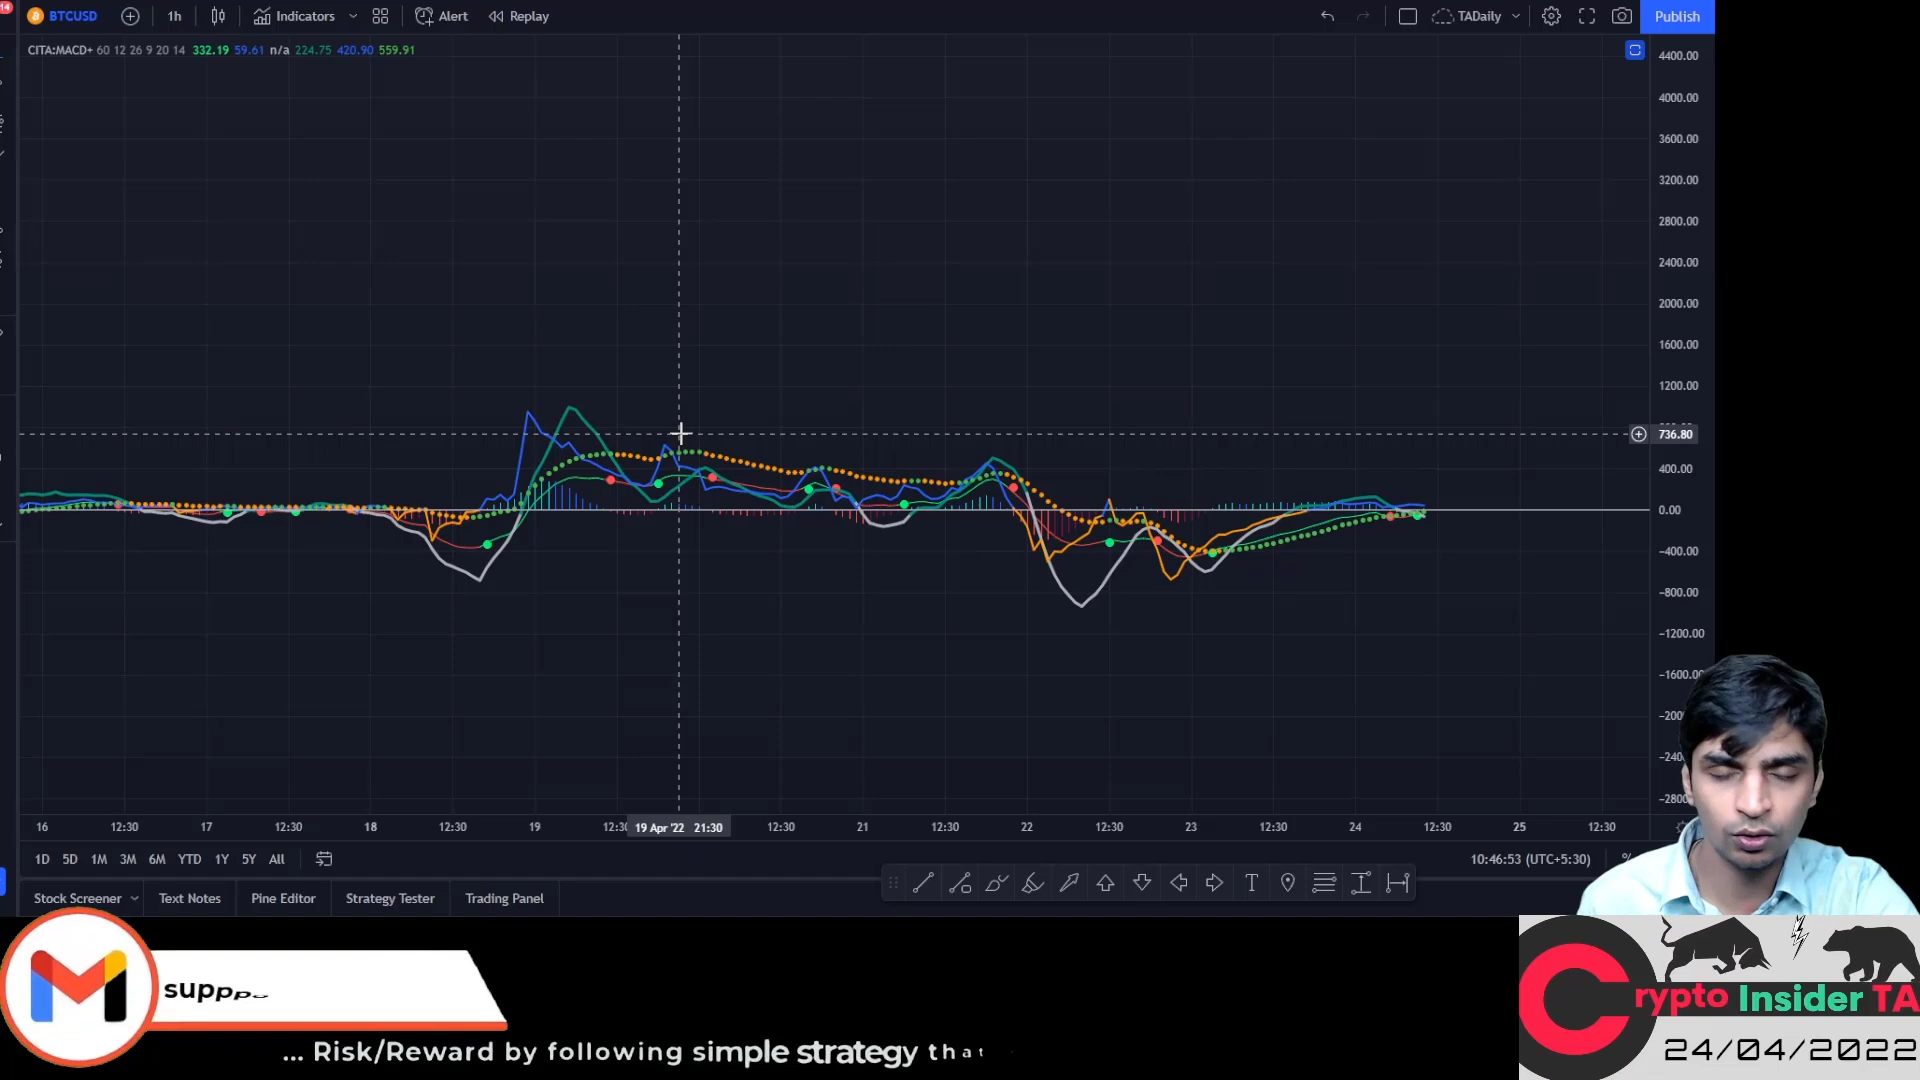 14
BTCUSD 1h Indicators Alert Replay TADaily Publish
CITA:MACD+ 60 12 26 9 20 14 332.19 59.61 n/a 224.75 420.90 559.91
4400.00
4000.00
3600.00
3200.00
2800.00
2400.00
2000.00
1600.00
1200.00
736.80
400.00
0.00
-400.00
-800.00
-1200.00
-1600.00
-2800
16 12:30 17 12:30 18 12:30 19 19 Apr '22 21:30 12:30 21 12:30 22 12:30 23 12:30 24 12:30 25 12:30
1D 5D 1M 3M 6M YTD 1Y 5Y All 10:46:53 (UTC+5:30) %
Stock Screener Text Notes Pine Editor Strategy Tester Trading Panel
... Risk/Reward by following simple strategy that
Crypto Insider TA
24/04/2022